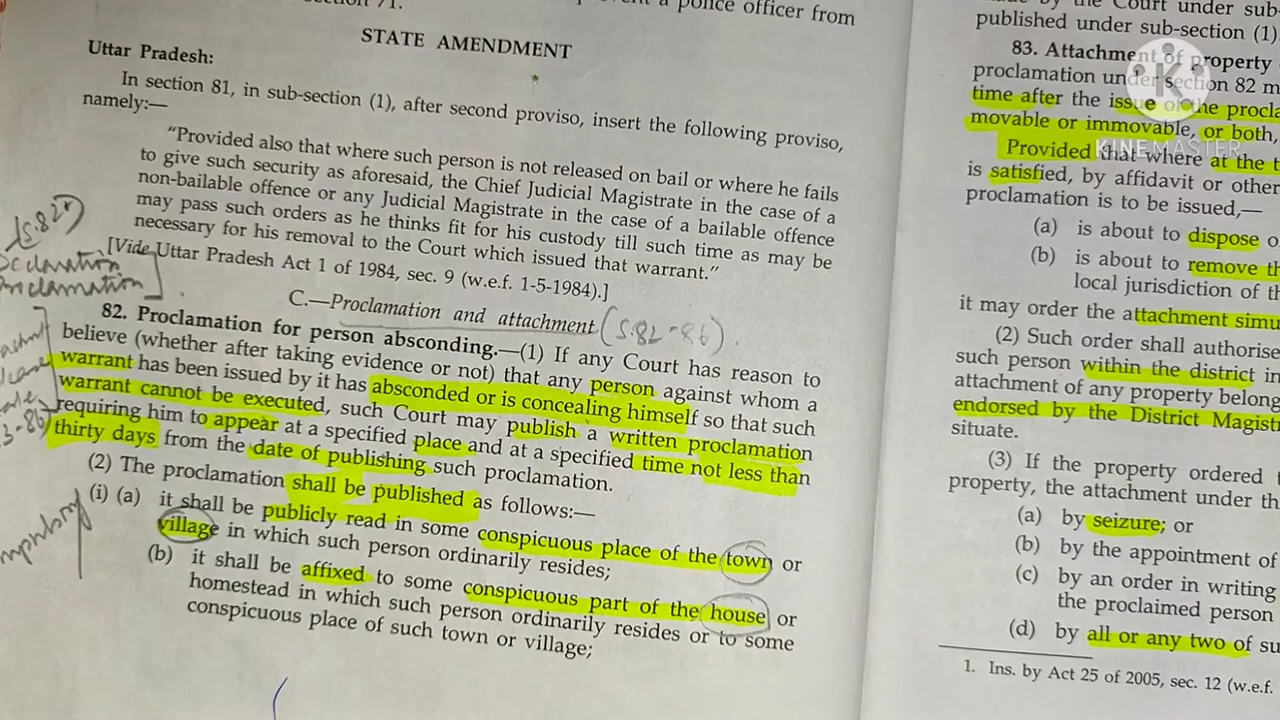 a police officer from
STATE AMENDMENT
Uttar Pradesh:
In section 81, in sub-section (1), after second proviso, insert the following proviso,
namely:—
"Provided also that where such person is not released on bail or where he fails
to give such security as aforesaid, the Chief Judicial Magistrate in the case of a
non-bailable offence or any Judicial Magistrate in the case of a bailable offence
may pass such orders as he thinks fit for his custody till such time as may be
necessary for his removal to the Court which issued that warrant."
[Vide Uttar Pradesh Act 1 of 1984, sec. 9 (w.e.f. 1-5-1984).]
C.—Proclamation and attachment (S.82-86).
82. Proclamation for person absconding.—(1) If any Court has reason to
believe (whether after taking evidence or not) that any person against whom a
warrant has been issued by it has absconded or is concealing himself so that such
warrant cannot be executed, such Court may publish a written proclamation
requiring him to appear at a specified place and at a specified time not less than
thirty days from the date of publishing such proclamation.
(2) The proclamation shall be published as follows:—
(i) (a) it shall be publicly read in some conspicuous place of the town or
village in which such person ordinarily resides;
(b) it shall be affixed to some conspicuous part of the house or
homestead in which such person ordinarily resides or to some
conspicuous place of such town or village;
the Court under sub-
published under sub-section (1)
83. Attachment of property
proclamation under section 82 m
time after the issue of the procla
movable or immovable, or both,
Provided that where at the t
is satisfied, by affidavit or other
proclamation is to be issued,—
(a) is about to dispose o
(b) is about to remove th
local jurisdiction of th
it may order the attachment simu
(2) Such order shall authorise
such person within the district in
attachment of any property belong
endorsed by the District Magist
situate.
(3) If the property ordered
property, the attachment under th
(a) by seizure; or
(b) by the appointment of
(c) by an order in writing
the proclaimed person
(d) by all or any two of su
1. Ins. by Act 25 of 2005, sec. 12 (w.e.f.
K
KINEMASTER